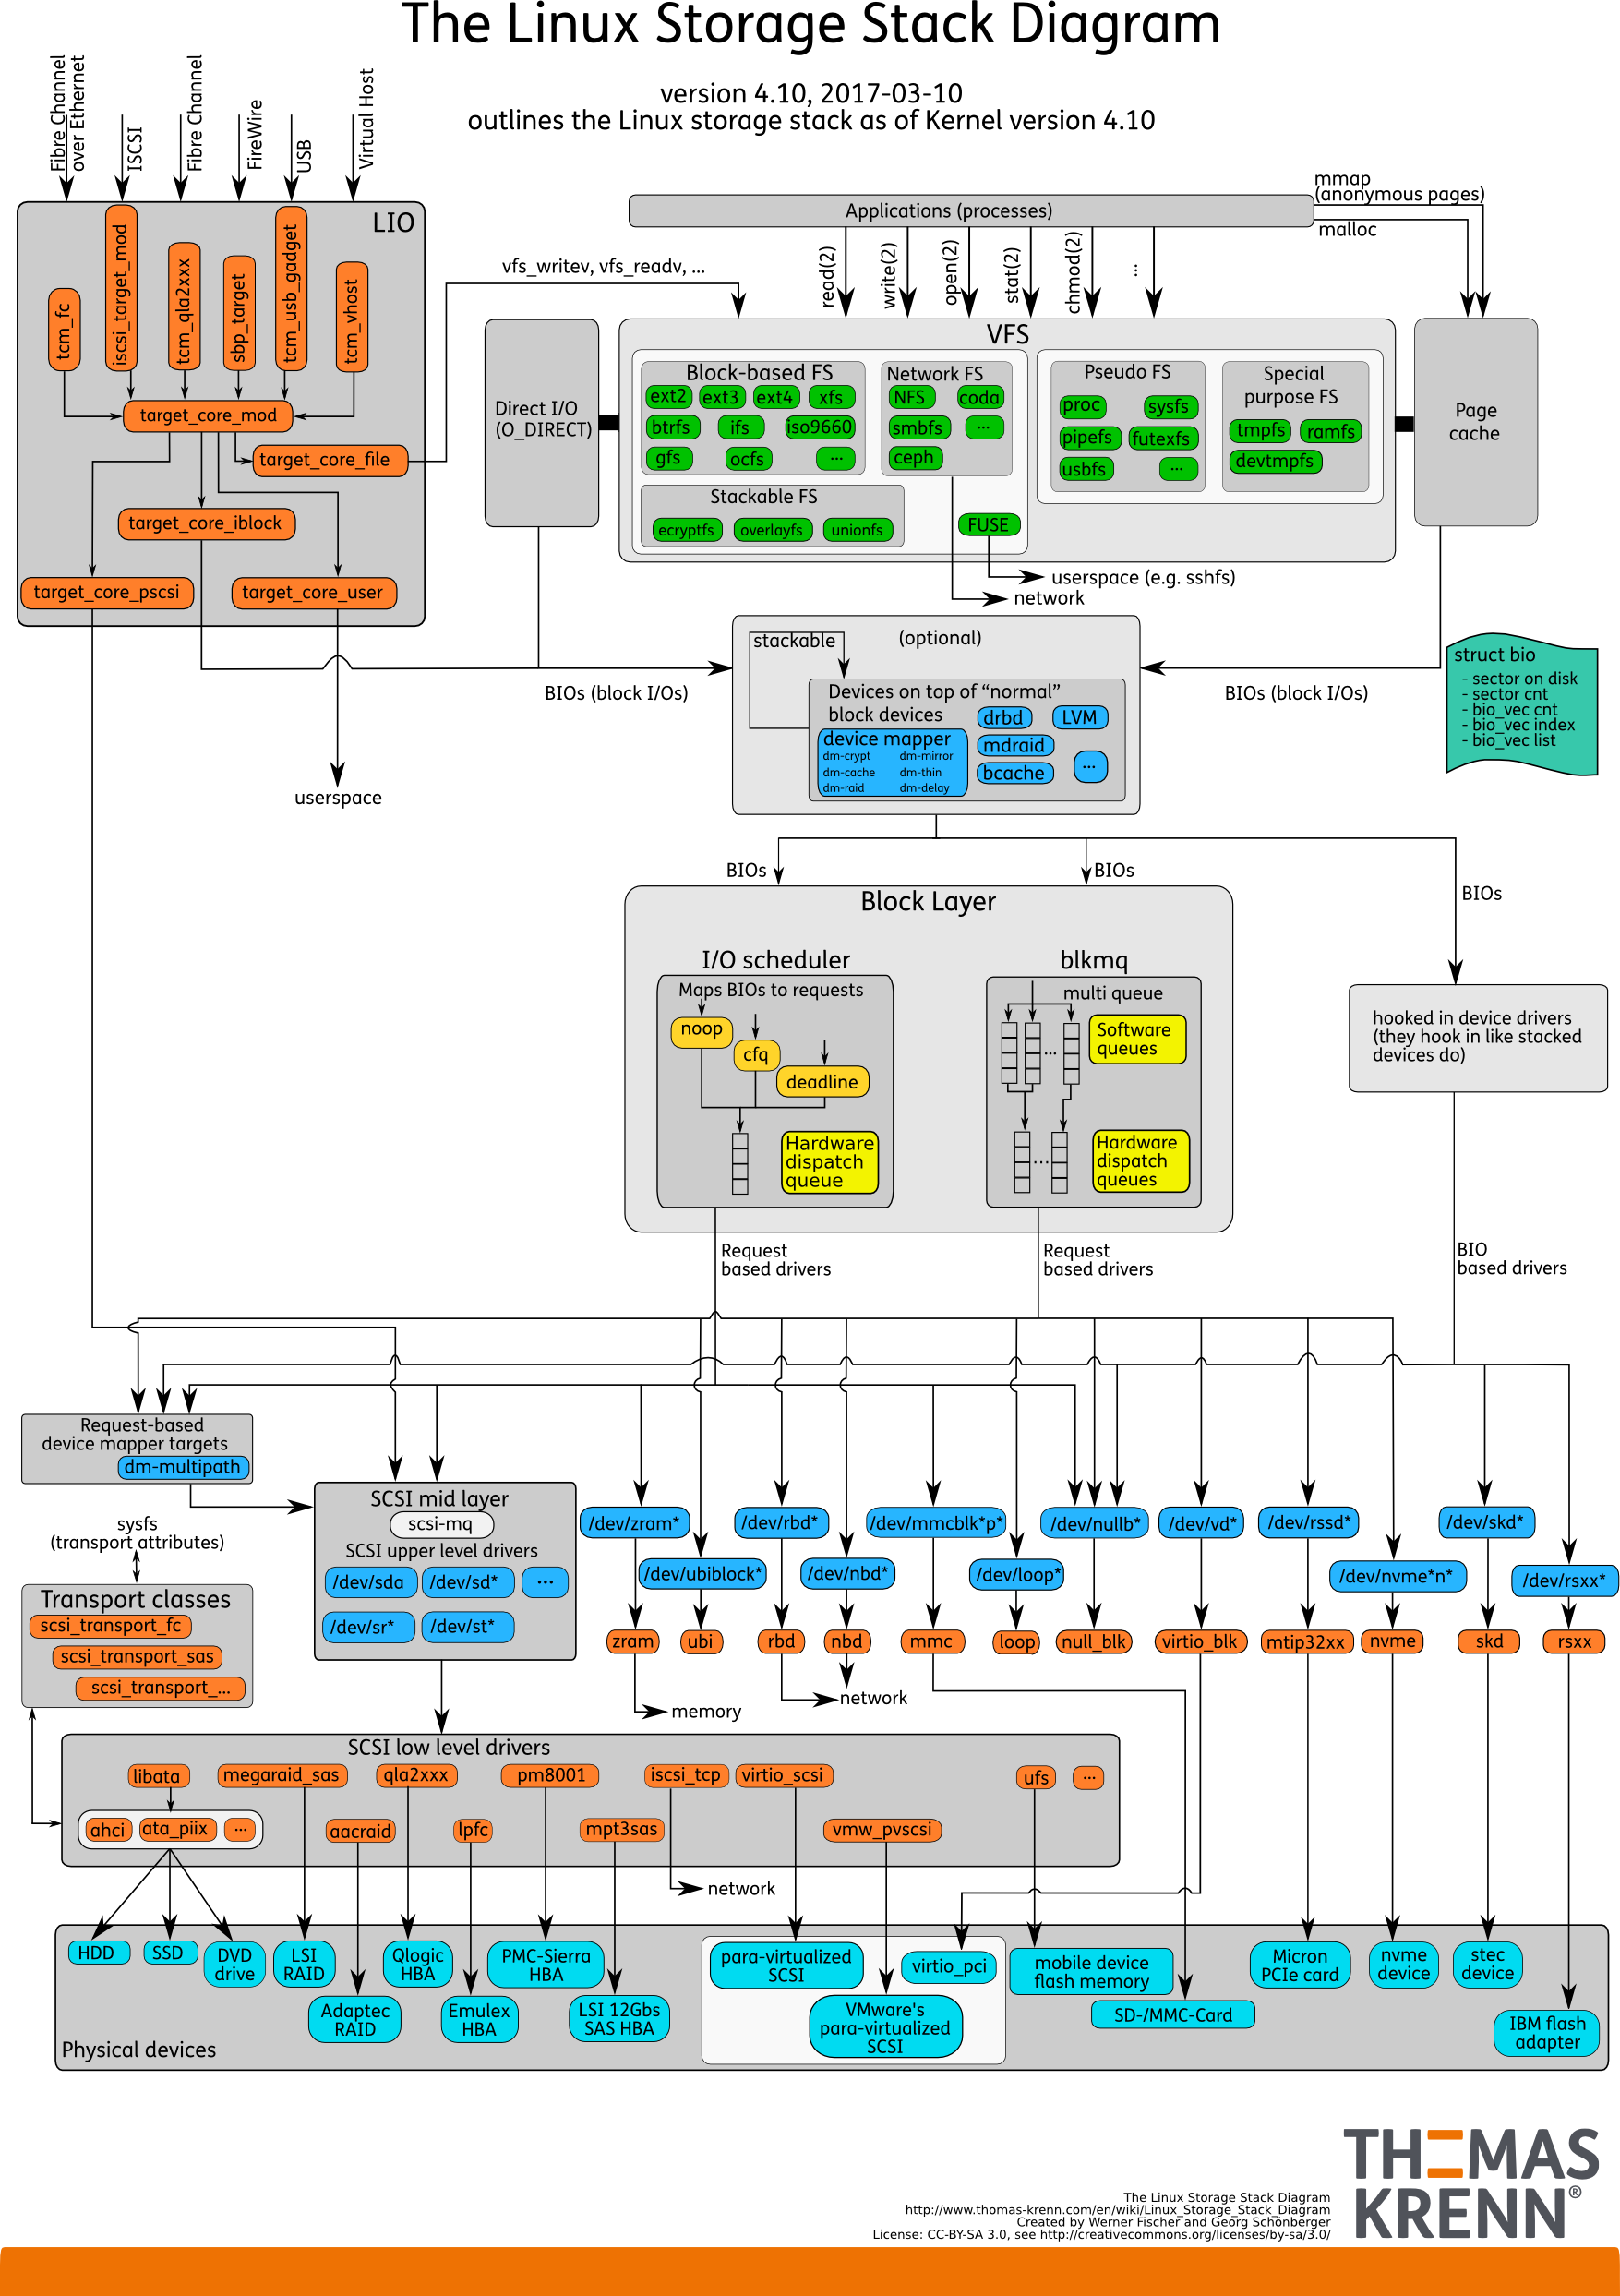 The Linux Storage Stack Diagram
version 4.10, 2017-03-10
outlines the Linux storage stack as of Kernel version 4.10
Fibre Channel
over Ethernet
ISCSI
Fibre Channel
FireWire
USB
Virtual Host
LIO
tcm_fc
iscsi_target_mod
tcm_qla2xxx
sbp_target
tcm_usb_gadget
tcm_vhost
target_core_mod
target_core_file
target_core_iblock
target_core_pscsi
target_core_user
userspace
vfs_writev, vfs_readv, ...
Applications (processes)
mmap
(anonymous pages)
malloc
read(2)
write(2)
open(2)
stat(2)
chmod(2)
...
Direct I/O
(O_DIRECT)
VFS
Block-based FS
ext2
ext3
ext4
xfs
btrfs
ifs
iso9660
gfs
ocfs
...
Network FS
NFS
coda
smbfs
...
ceph
Pseudo FS
proc
sysfs
pipefs
futexfs
usbfs
...
Special
purpose FS
tmpfs
ramfs
devtmpfs
Stackable FS
ecryptfs
overlayfs
unionfs
FUSE
userspace (e.g. sshfs)
network
Page
cache
stackable
(optional)
Devices on top of “normal”
block devices
drbd
LVM
device mapper
dm-crypt
dm-mirror
dm-cache
dm-thin
dm-raid
dm-delay
mdraid
bcache
...
BIOs (block I/Os)
BIOs (block I/Os)
struct bio
- sector on disk
- sector cnt
- bio_vec cnt
- bio_vec index
- bio_vec list
BIOs
BIOs
BIOs
Block Layer
I/O scheduler
Maps BIOs to requests
noop
cfq
deadline
Hardware
dispatch
queue
blkmq
multi queue
Software
queues
...
Hardware
dispatch
queues
...
hooked in device drivers
(they hook in like stacked
devices do)
Request
based drivers
Request
based drivers
BIO
based drivers
Request-based
device mapper targets
dm-multipath
sysfs
(transport attributes)
Transport classes
scsi_transport_fc
scsi_transport_sas
scsi_transport_...
SCSI mid layer
scsi-mq
SCSI upper level drivers
/dev/sda
/dev/sd*
...
/dev/sr*
/dev/st*
/dev/zram*
/dev/rbd*
/dev/mmcblk*p*
/dev/nullb*
/dev/vd*
/dev/rssd*
/dev/skd*
/dev/ubiblock*
/dev/nbd*
/dev/loop*
/dev/nvme*n*
/dev/rsxx*
zram
ubi
rbd
nbd
mmc
loop
null_blk
virtio_blk
mtip32xx
nvme
skd
rsxx
memory
network
SCSI low level drivers
libata
megaraid_sas
qla2xxx
pm8001
iscsi_tcp
virtio_scsi
ufs
...
ahci
ata_piix
...
aacraid
lpfc
mpt3sas
vmw_pvscsi
network
HDD
SSD
DVD
drive
LSI
RAID
Qlogic
HBA
PMC-Sierra
HBA
para-virtualized
SCSI
virtio_pci
mobile device
flash memory
Micron
PCIe card
nvme
device
stec
device
Adaptec
RAID
Emulex
HBA
LSI 12Gbs
SAS HBA
VMware's
para-virtualized
SCSI
SD-/MMC-Card
IBM flash
adapter
Physical devices
THOMAS
KRENN®
The Linux Storage Stack Diagram
http://www.thomas-krenn.com/en/wiki/Linux_Storage_Stack_Diagram
Created by Werner Fischer and Georg Schönberger
License: CC-BY-SA 3.0, see http://creativecommons.org/licenses/by-sa/3.0/